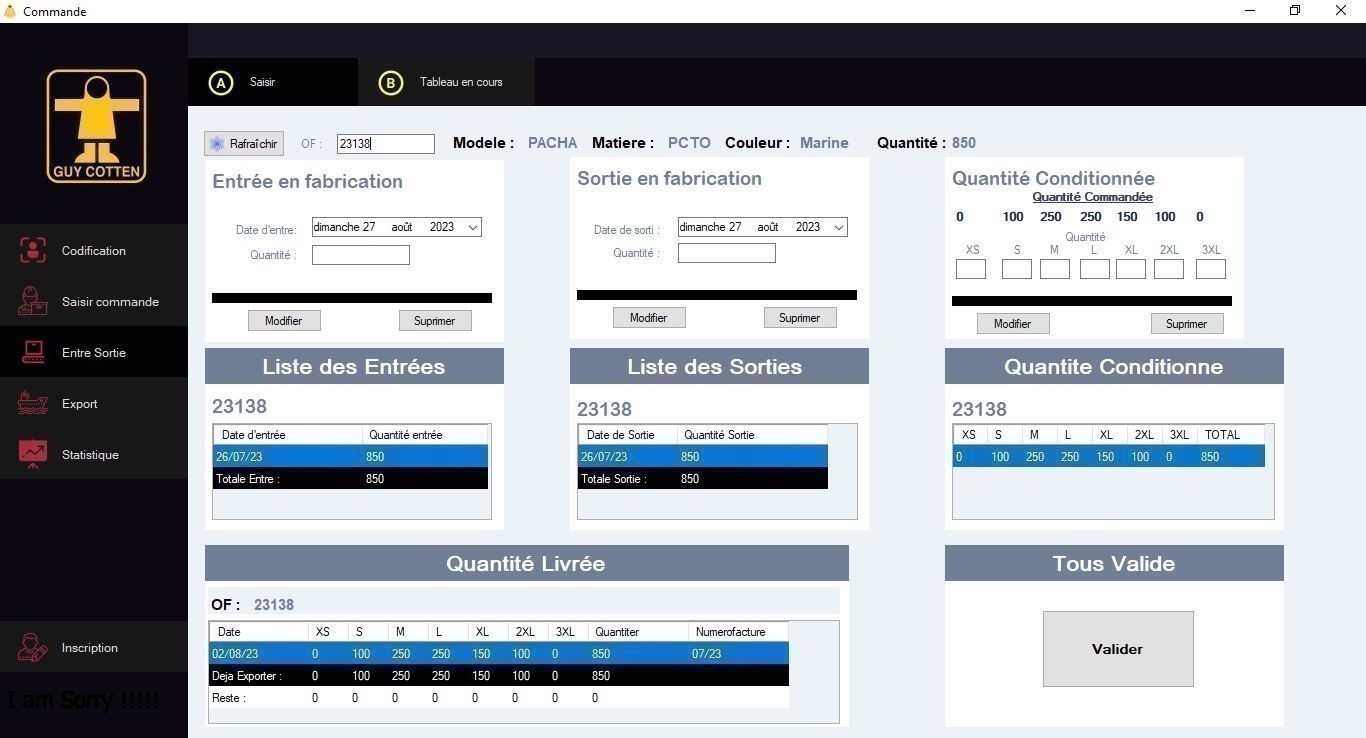 Commande
GUY COTTEN
Codification
Saisir commande
Entre Sortie
Export
Statistique
Inscription
I am Sorry !!!!!
A Saisir B Tableau en cours
Rafraîchir OF : 23138 Modele : PACHA Matiere : PCTO Couleur : Marine Quantité : 850
Entrée en fabrication
Date d'entre: dimanche 27 août 2023
Quantité :
Modifier Suprimer
Sortie en fabrication
Date de sorti : dimanche 27 août 2023
Quantité :
Modifier Suprimer
Quantité Conditionnée
Quantité Commandée
0 100 250 250 150 100 0
Quantité
XS S M L XL 2XL 3XL
Modifier Suprimer
Liste des Entrées
23138
Date d'entrée Quantité entrée
26/07/23 850
Totale Entre : 850
Liste des Sorties
23138
Date de Sortie Quantité Sortie
26/07/23 850
Totale Sortie : 850
Quantite Conditionne
23138
XS S M L XL 2XL 3XL TOTAL
0 100 250 250 150 100 0 850
Quantité Livrée
OF : 23138
Date XS S M L XL 2XL 3XL Quantiter Numerofacture
02/08/23 0 100 250 250 150 100 0 850 07/23
Deja Exporter : 0 100 250 250 150 100 0 850
Reste : 0 0 0 0 0 0 0 0
Tous Valide
Valider